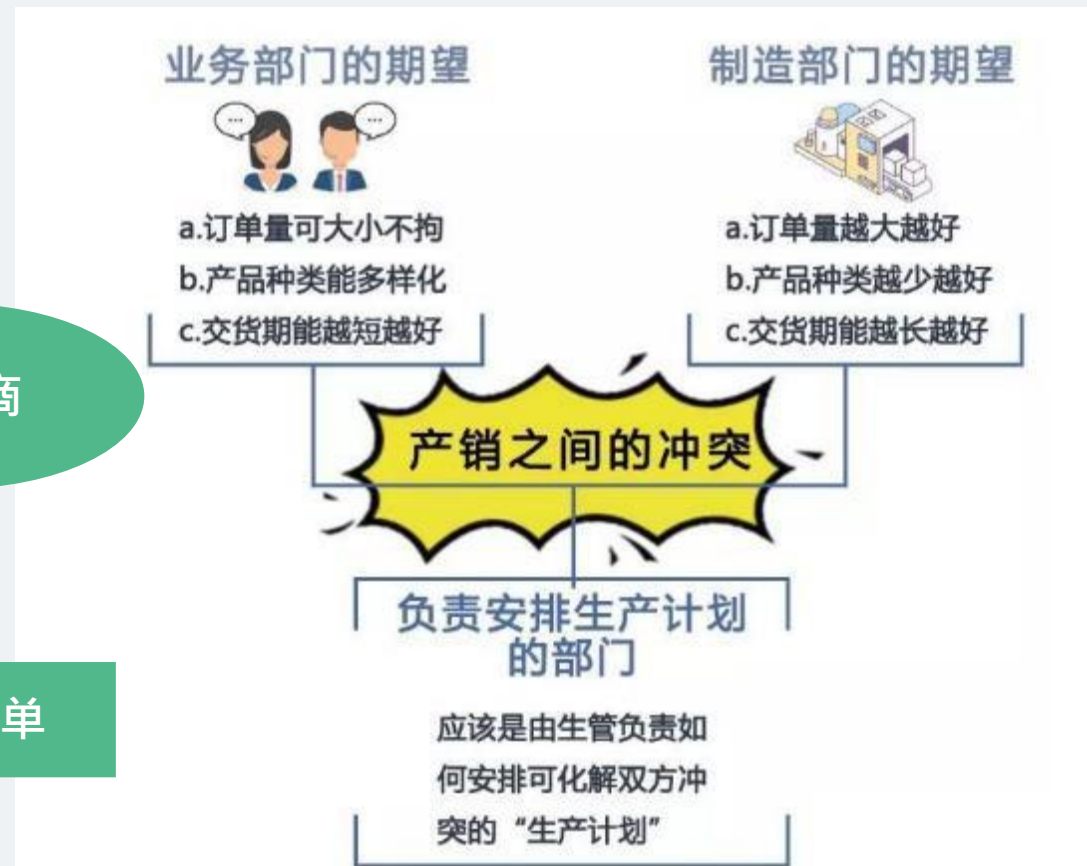 业务部门的期望
a.订单量可大小不拘
b.产品种类能多样化
c.交货期能越短越好
制造部门的期望
a.订单量越大越好
b.产品种类越少越好
c.交货期能越长越好
商
产销之间的冲突
负责安排生产计划
的部门
单
应该是由生管负责如
何安排可化解双方冲
突的“生产计划”